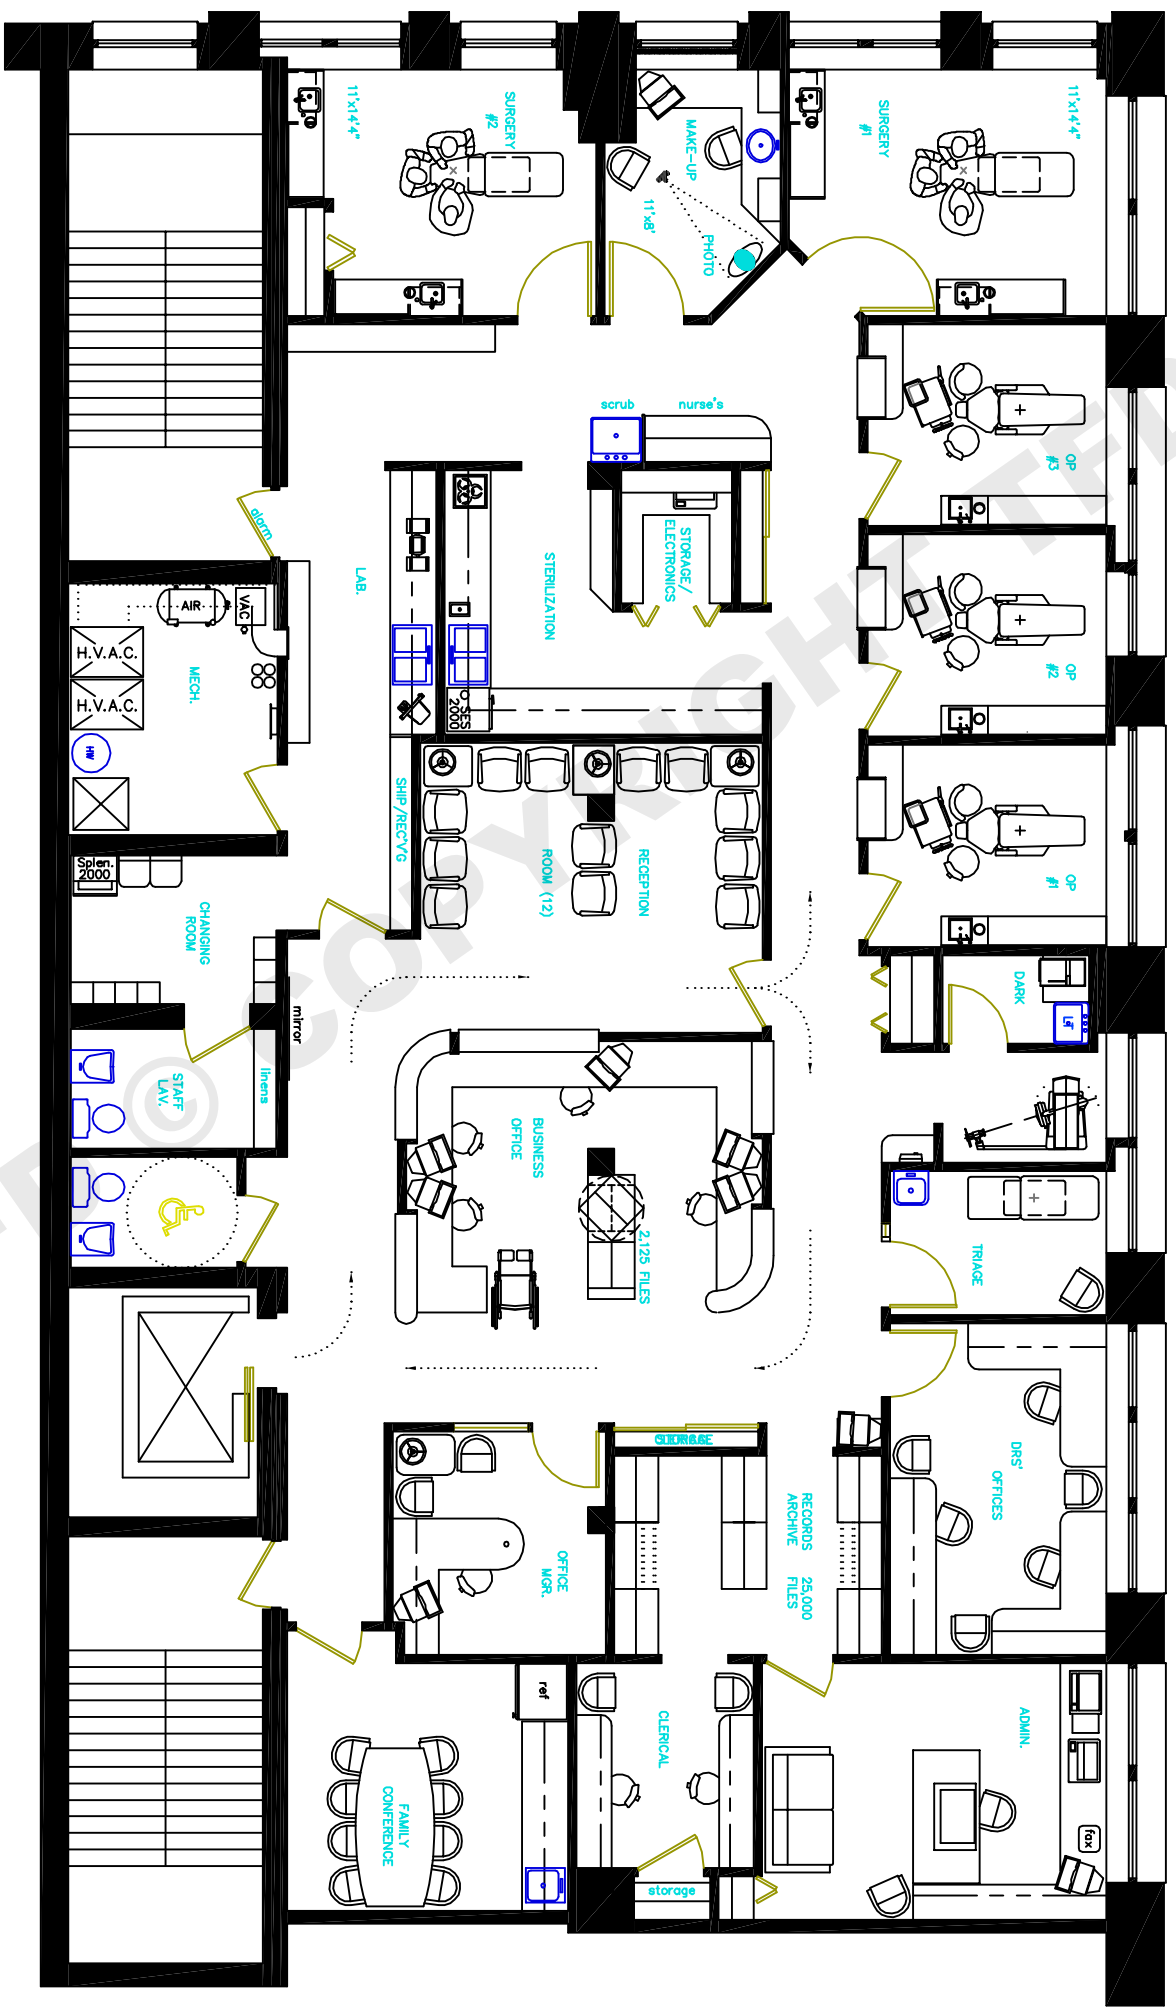 11'x14'4"
SURGERY
#2
MAKE-UP
11'x8'
PHOTO
SURGERY
#1
11'x14'4"
scrub
nurse's
OP
#3
alarm
LAB.
STERILIZATION
STORAGE/
ELECTRONICS
AIR
VAC
H.V.A.C.
H.V.A.C.
MECH.
HW
SES
2000
OP
#2
SHIP/REC'V'G
RECEPTION
ROOM (12)
OP
#1
Splen.
2000
CHANGING
ROOM
mirror
DARK
linens
STAFF
LAV.
BUSINESS
OFFICE
2,125 FILES
TRIAGE
DRS'
OFFICES
RECORDS 25,000
ARCHIVE FILES
OFFICE
MGR.
ref
CLERICAL
ADMIN.
fax
FAMILY
CONFERENCE
storage
© COPYRIGHT